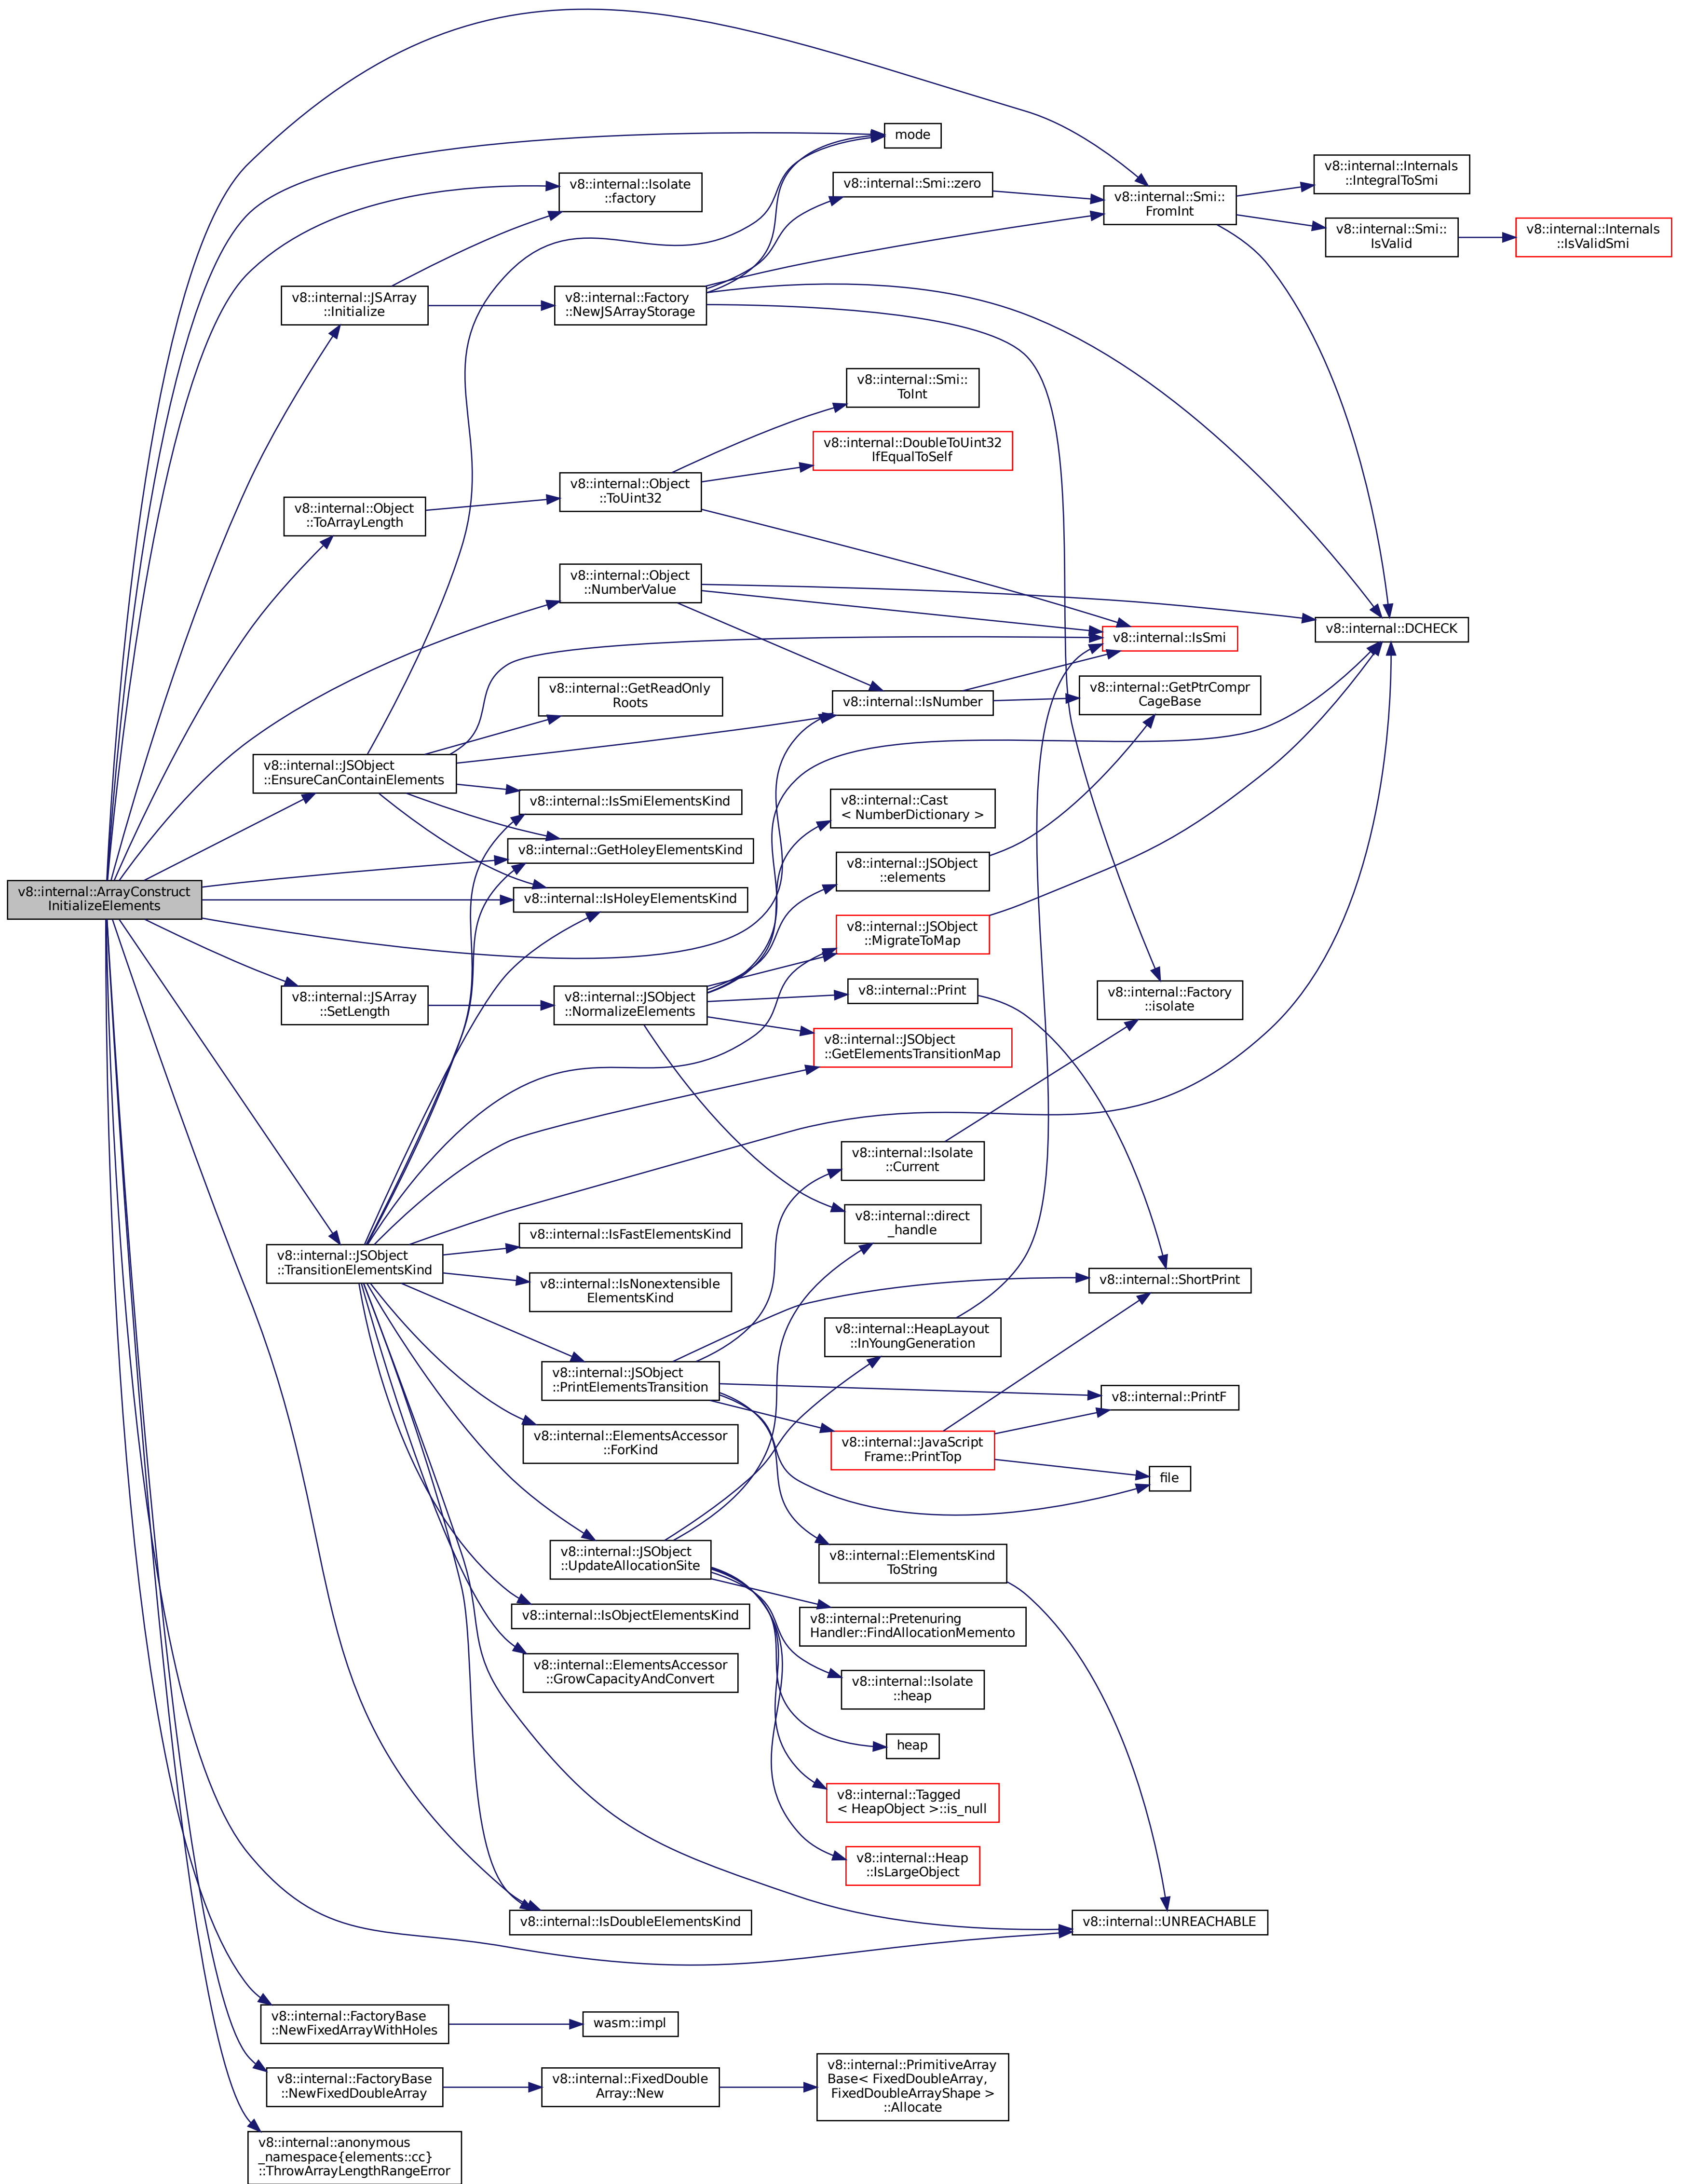 mode
v8::internal::Isolate
::factory
v8::internal::Smi::zero
v8::internal::Smi::
FromInt
v8::internal::Internals
::IntegralToSmi
v8::internal::Smi::
IsValid
v8::internal::Internals
::IsValidSmi
v8::internal::JSArray
::Initialize
v8::internal::Factory
::NewJSArrayStorage
v8::internal::Smi::
ToInt
v8::internal::DoubleToUint32
IfEqualToSelf
v8::internal::Object
::ToUint32
v8::internal::Object
::ToArrayLength
v8::internal::Object
::NumberValue
v8::internal::DCHECK
v8::internal::IsSmi
v8::internal::GetReadOnly
Roots
v8::internal::IsNumber
v8::internal::GetPtrCompr
CageBase
v8::internal::JSObject
::EnsureCanContainElements
v8::internal::IsSmiElementsKind
v8::internal::Cast
< NumberDictionary >
v8::internal::GetHoleyElementsKind
v8::internal::JSObject
::elements
v8::internal::ArrayConstruct
InitializeElements
v8::internal::IsHoleyElementsKind
v8::internal::JSObject
::MigrateToMap
v8::internal::JSArray
::SetLength
v8::internal::JSObject
::NormalizeElements
v8::internal::Print
v8::internal::Factory
::isolate
v8::internal::JSObject
::GetElementsTransitionMap
v8::internal::Isolate
::Current
v8::internal::direct
_handle
v8::internal::JSObject
::TransitionElementsKind
v8::internal::IsFastElementsKind
v8::internal::IsNonextensible
ElementsKind
v8::internal::ShortPrint
v8::internal::HeapLayout
::InYoungGeneration
v8::internal::JSObject
::PrintElementsTransition
v8::internal::PrintF
v8::internal::ElementsAccessor
::ForKind
v8::internal::JavaScript
Frame::PrintTop
file
v8::internal::JSObject
::UpdateAllocationSite
v8::internal::ElementsKind
ToString
v8::internal::IsObjectElementsKind
v8::internal::Pretenuring
Handler::FindAllocationMemento
v8::internal::ElementsAccessor
::GrowCapacityAndConvert
v8::internal::Isolate
::heap
heap
v8::internal::Tagged
< HeapObject >::is_null
v8::internal::Heap
::IsLargeObject
v8::internal::IsDoubleElementsKind
v8::internal::UNREACHABLE
v8::internal::FactoryBase
::NewFixedArrayWithHoles
wasm::impl
v8::internal::FactoryBase
::NewFixedDoubleArray
v8::internal::FixedDouble
Array::New
v8::internal::PrimitiveArray
Base< FixedDoubleArray,
FixedDoubleArrayShape >
::Allocate
v8::internal::anonymous
_namespace{elements::cc}
::ThrowArrayLengthRangeError